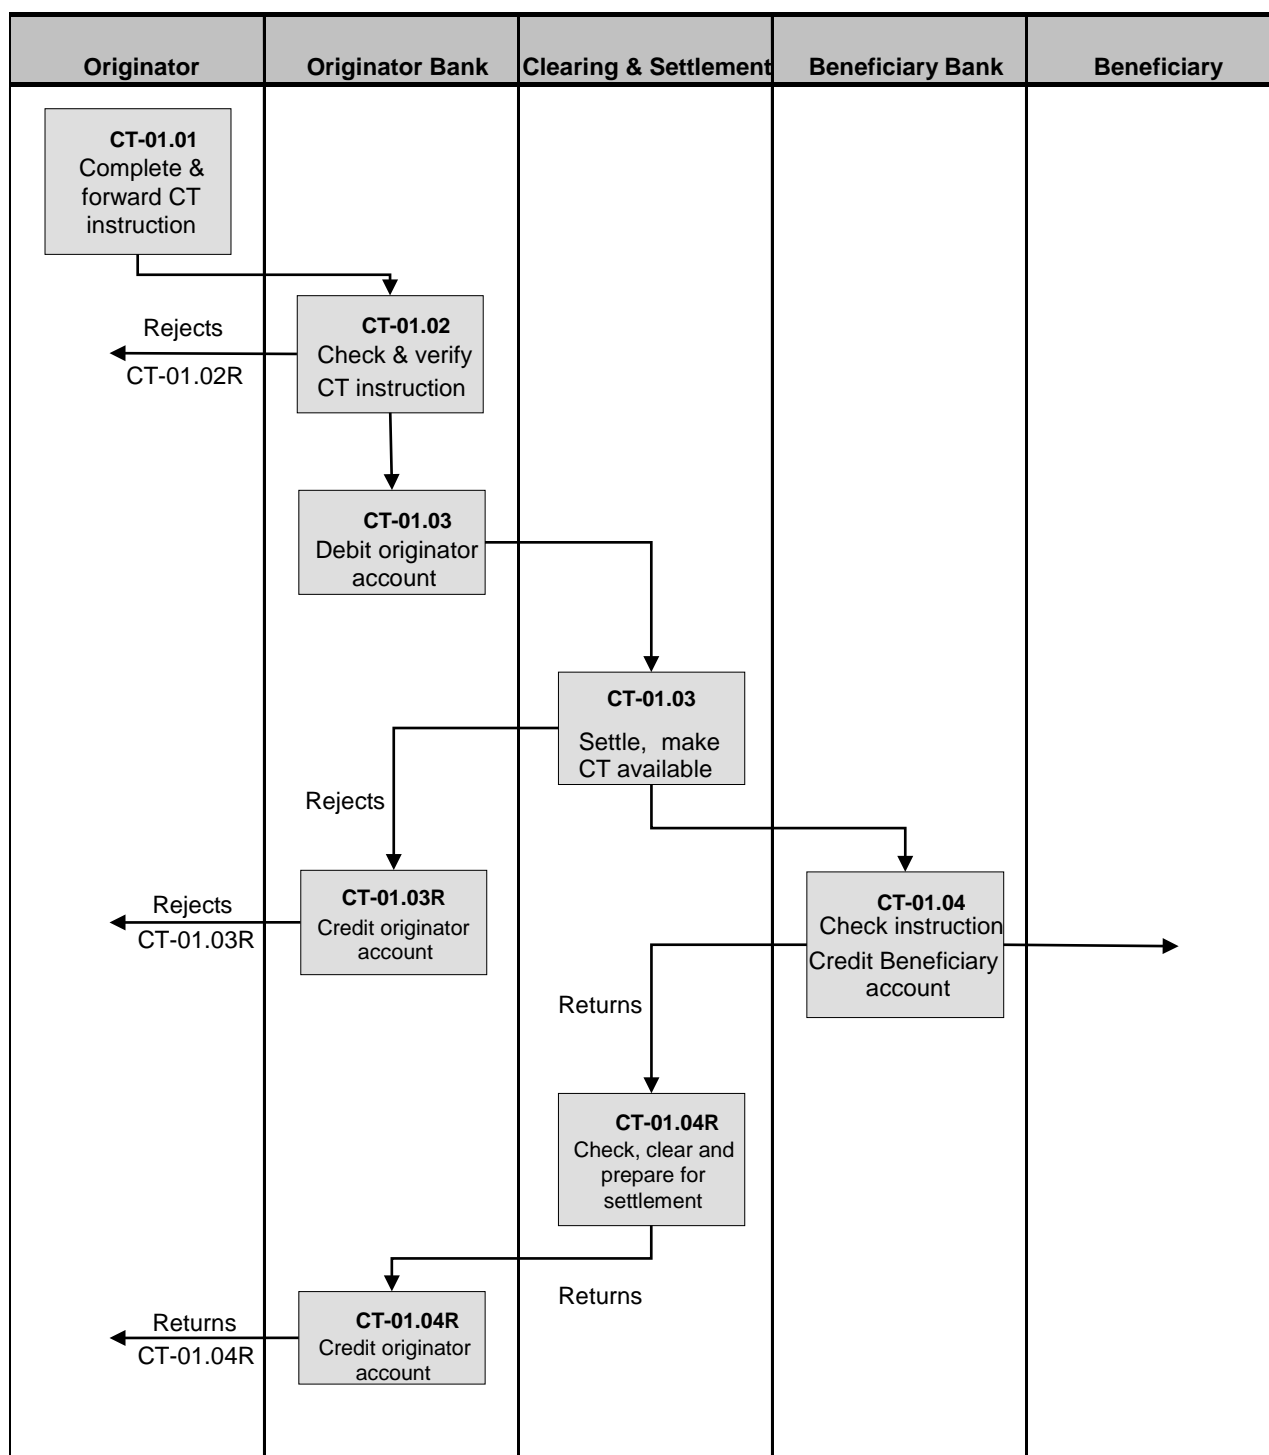 Originator
Originator Bank
Clearing & Settlement
Beneficiary Bank
Beneficiary
CT-01.01
Complete &
forward CT
instruction
Rejects
CT-01.02R
CT-01.02
Check & verify
CT instruction
CT-01.03
Debit originator
account
CT-01.03
Settle, make
CT available
Rejects
Rejects
CT-01.03R
CT-01.03R
Credit originator
account
CT-01.04
Check instruction
Credit Beneficiary
account
Returns
CT-01.04R
Check, clear and
prepare for
settlement
Returns
Returns
CT-01.04R
CT-01.04R
Credit originator
account